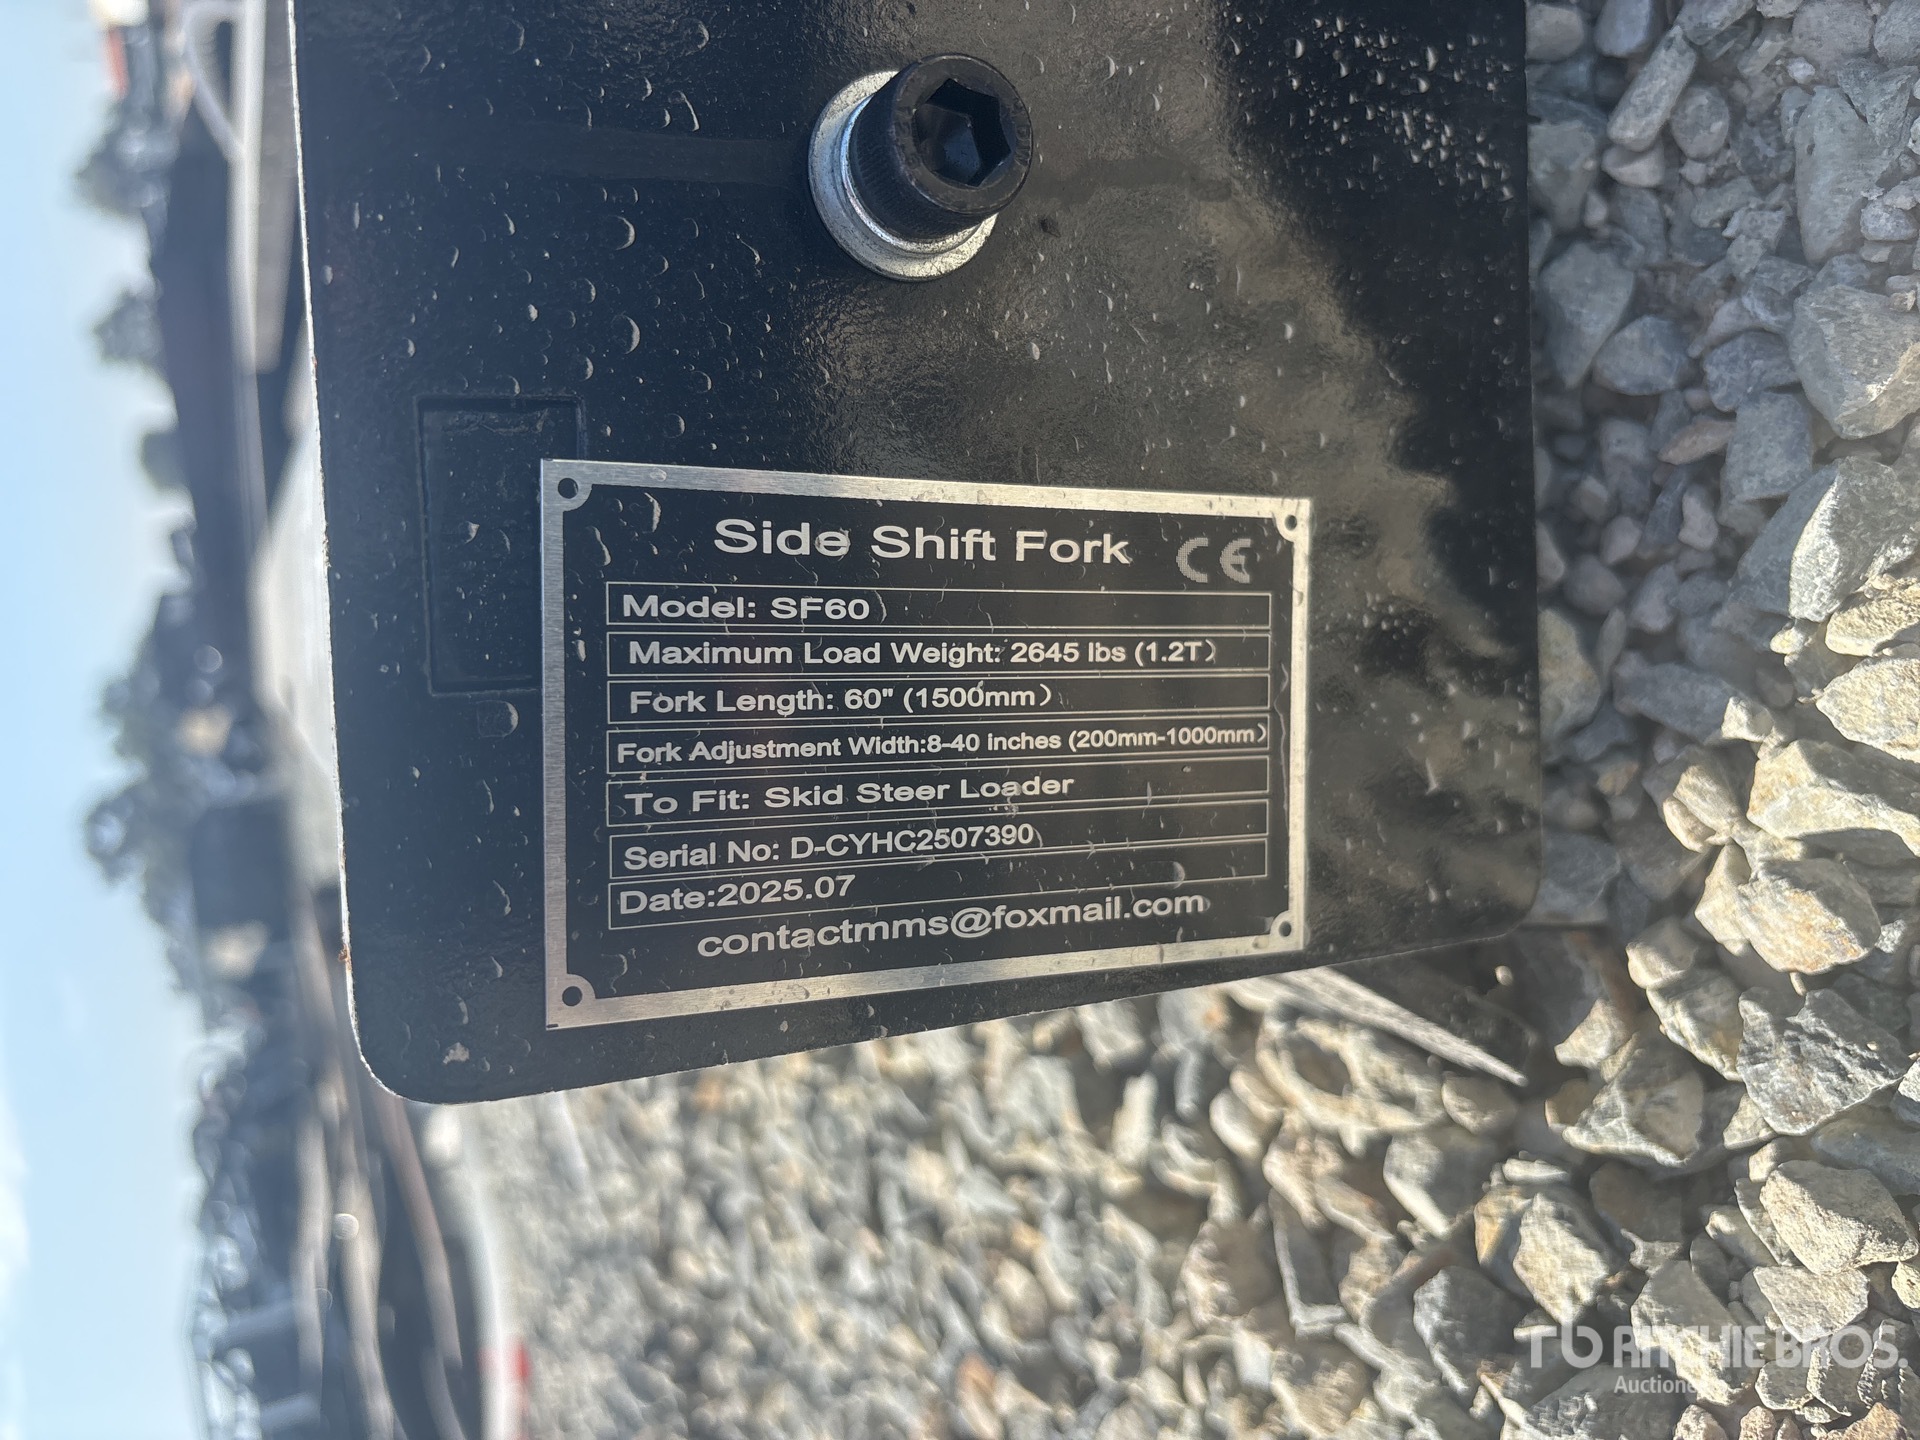 Side Shift Fork CE
Model: SF60
Maximum Load Weight: 2645 lbs (1.2T)
Fork Length: 60" (1500mm)
Fork Adjustment Width:8-40 inches (200mm-1000mm)
To Fit: Skid Steer Loader
Serial No: D-CYHC2507390
Date:2025.07
contactmms@foxmail.com
rb RITCHIE BROS.
Auctione